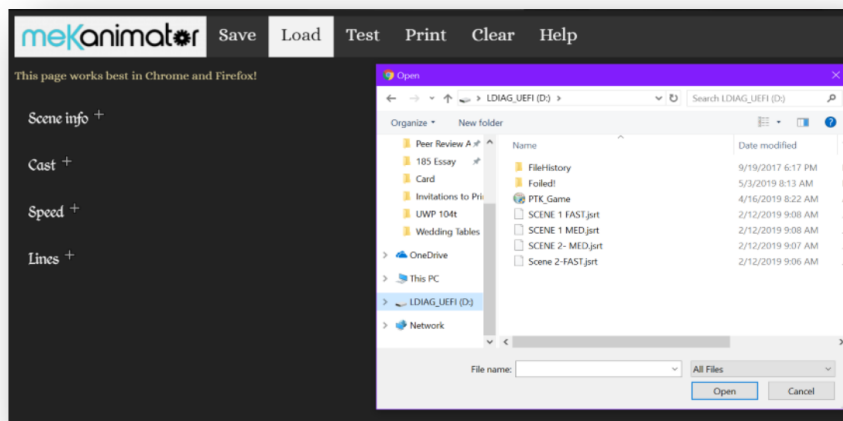 meKanimator Save Load Test Print Clear Help
This page works best in Chrome and Firefox!
Scene info +
Cast +
Speed +
Lines +
Open
LDIAG_UEFI (D:) Search LDIAG_UEFI (D:)
Organize New folder
Name Date modified
Peer Review A
185 Essay
Card
Invitations to Pri
UWP 104t
Wedding Tables
OneDrive
This PC
LDIAG_UEFI (D:)
Network
FileHistory 9/19/2017 6:17 PM
Foiled! 5/3/2019 8:13 AM
PTK_Game 4/16/2019 8:22 AM
SCENE 1 FAST.jsrt 2/12/2019 9:08 AM
SCENE 1 MED.jsrt 2/12/2019 9:08 AM
SCENE 2- MED.jsrt 2/12/2019 9:07 AM
Scene 2-FAST.jsrt 2/12/2019 9:06 AM
File name: All Files
Open Cancel